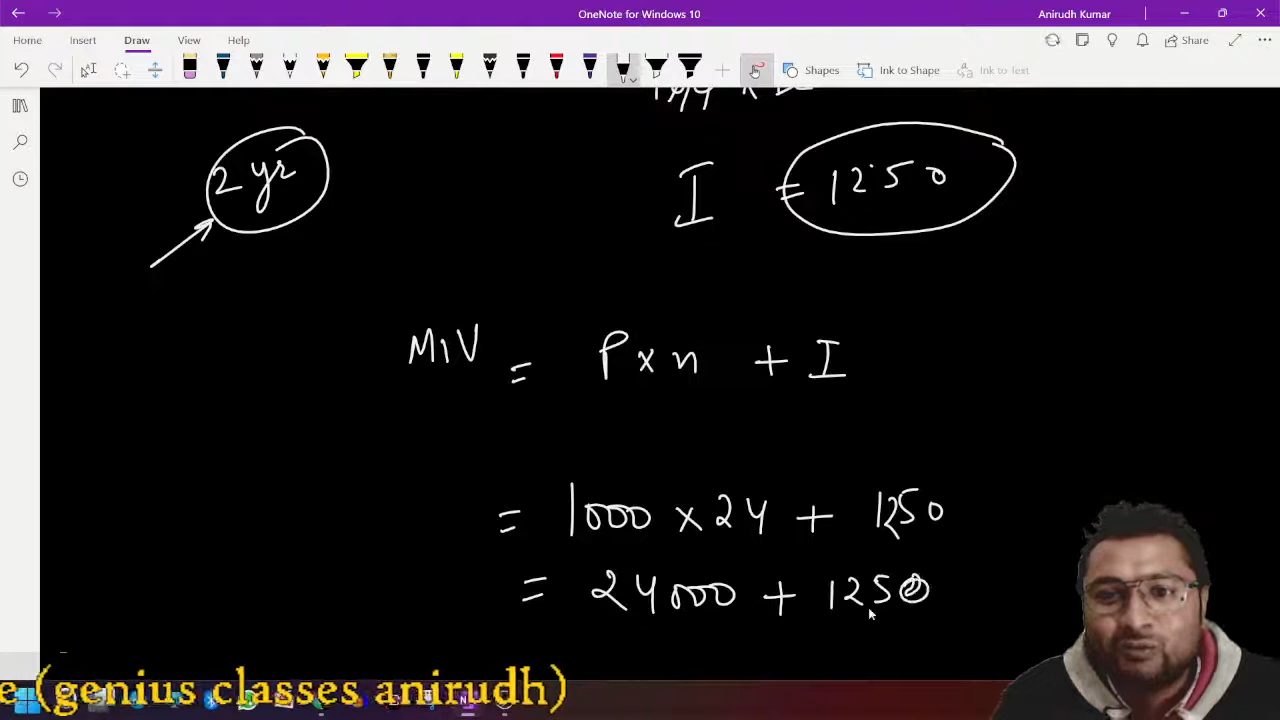 OneNote for Windows 10
Anirudh Kumar
Home Insert Draw View Help
Share
Shapes Ink to Shape Ink to Text
2 yr
I = 1250
MIV = P x n + I
= 1000 x 24 + 1250
= 24000 + 1250
e (genius classes anirudh)